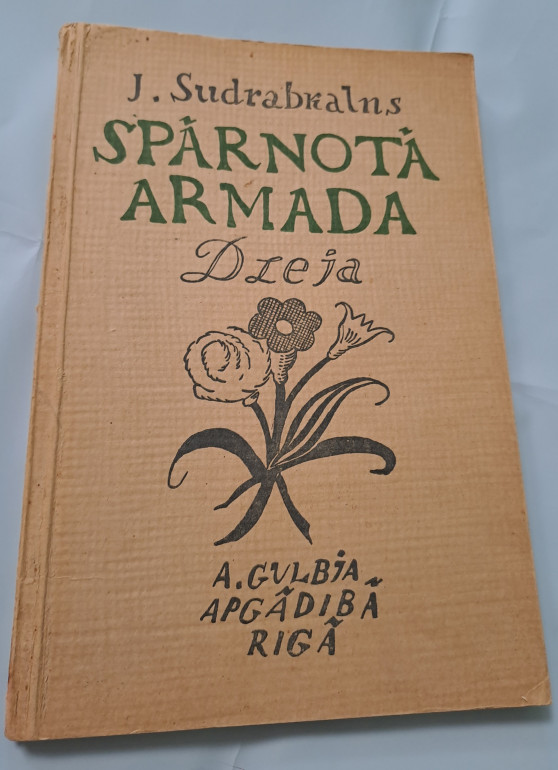 J. Sudrabkalns
SPĀRNOTĀ
ARMADA
Dzeja
A. GULBJA
APGĀDIBĀ
RIGĀ